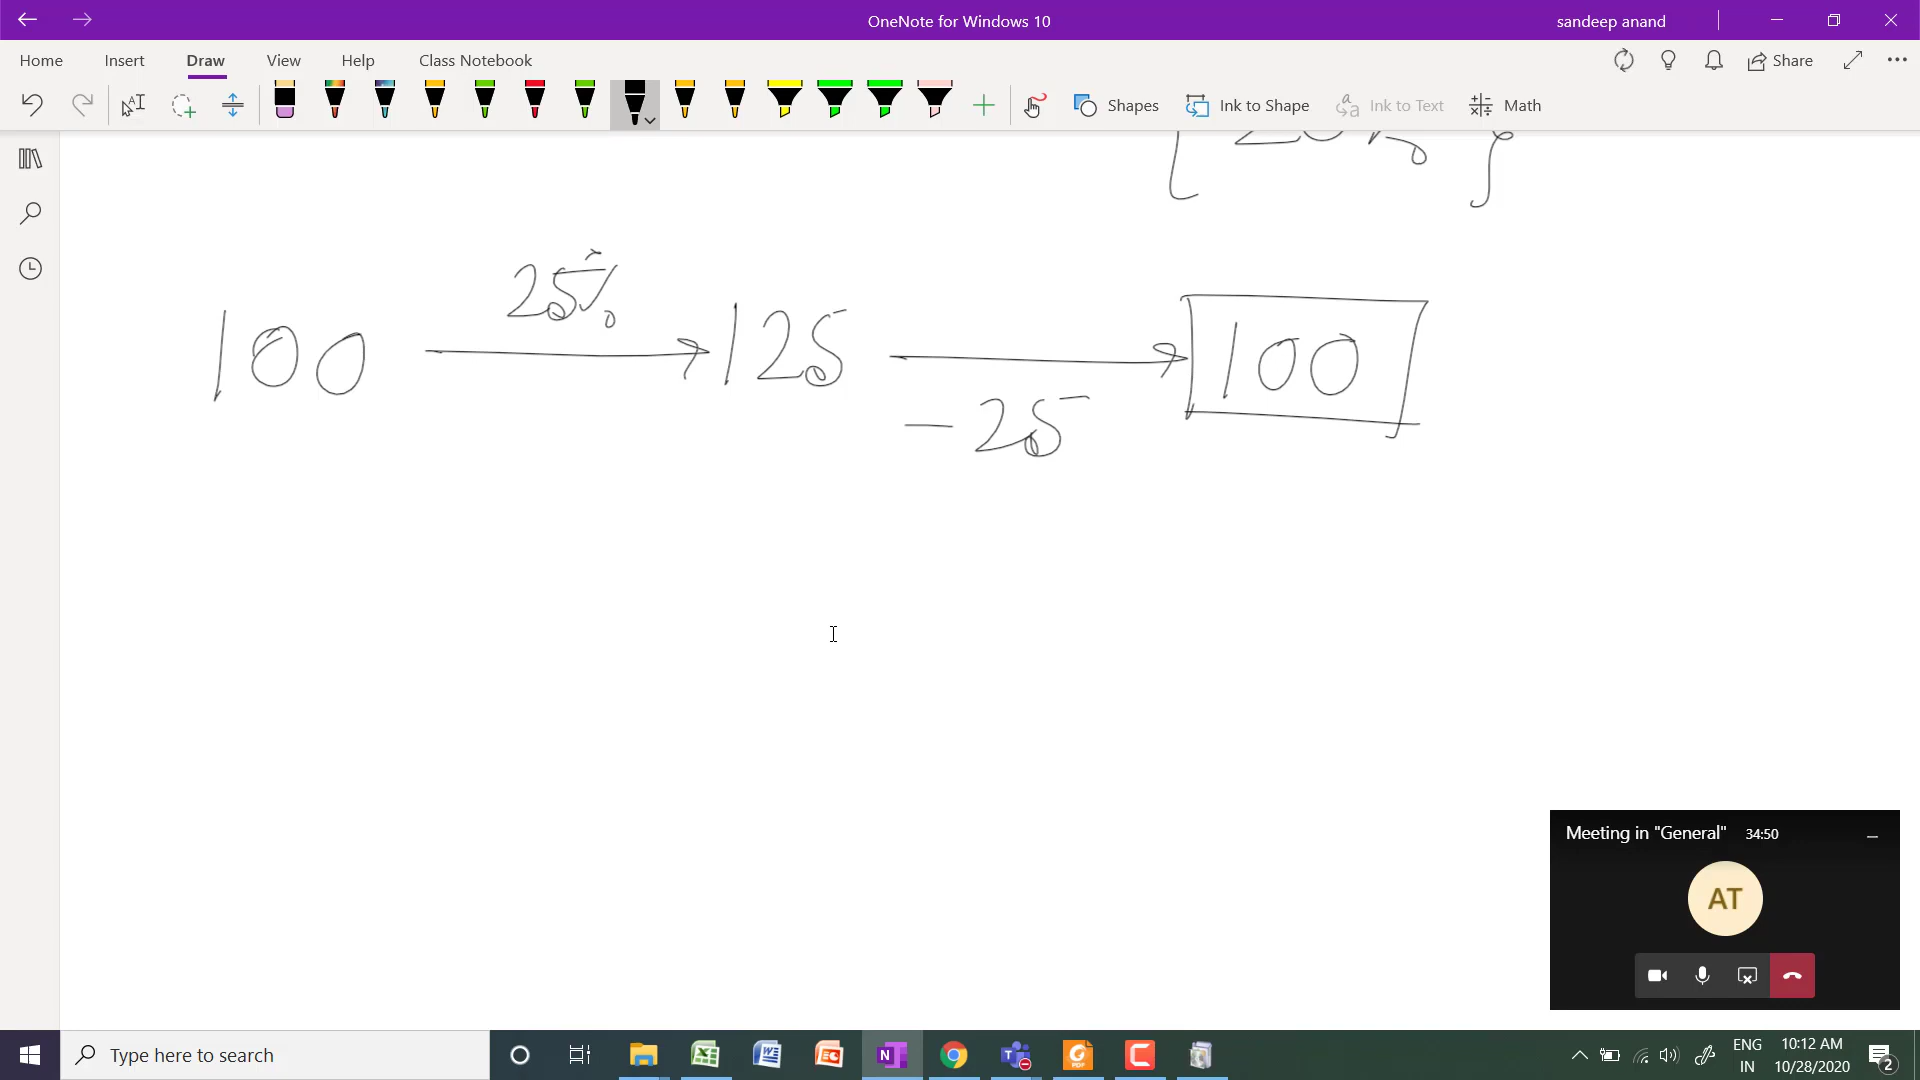 OneNote for Windows 10
sandeep anand
Home Insert Draw View Help Class Notebook Share
Shapes Ink to Shape Ink to Text Math
25%
100 125 100
-25
Meeting in "General" 34:50
AT
Type here to search
ENG 10:12 AM
IN 10/28/2020 2